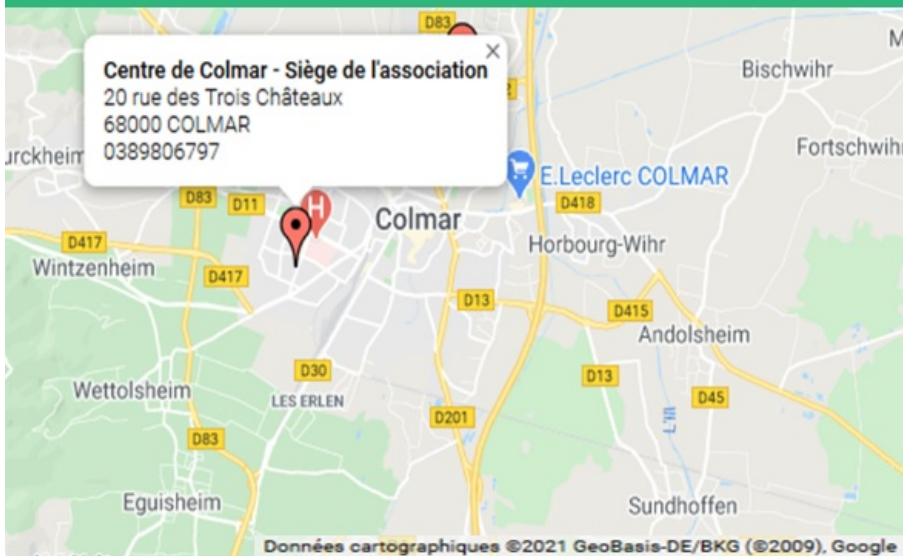 D83
Centre de Colmar - Siège de l'association
20 rue des Trois Châteaux
68000 COLMAR
0389806797
×
Bischwihr
Fortschwihr
E.Leclerc COLMAR
D83
D11
H
Colmar
D418
D417
Wintzenheim
D417
Horbourg-Wihr
D13
D415
Andolsheim
D30
D13
Wettolsheim
LES ERLEN
D45
D201
L'Ill
D83
Eguisheim
Sundhoffen
Données cartographiques ©2021 GeoBasis-DE/BKG (©2009), Google